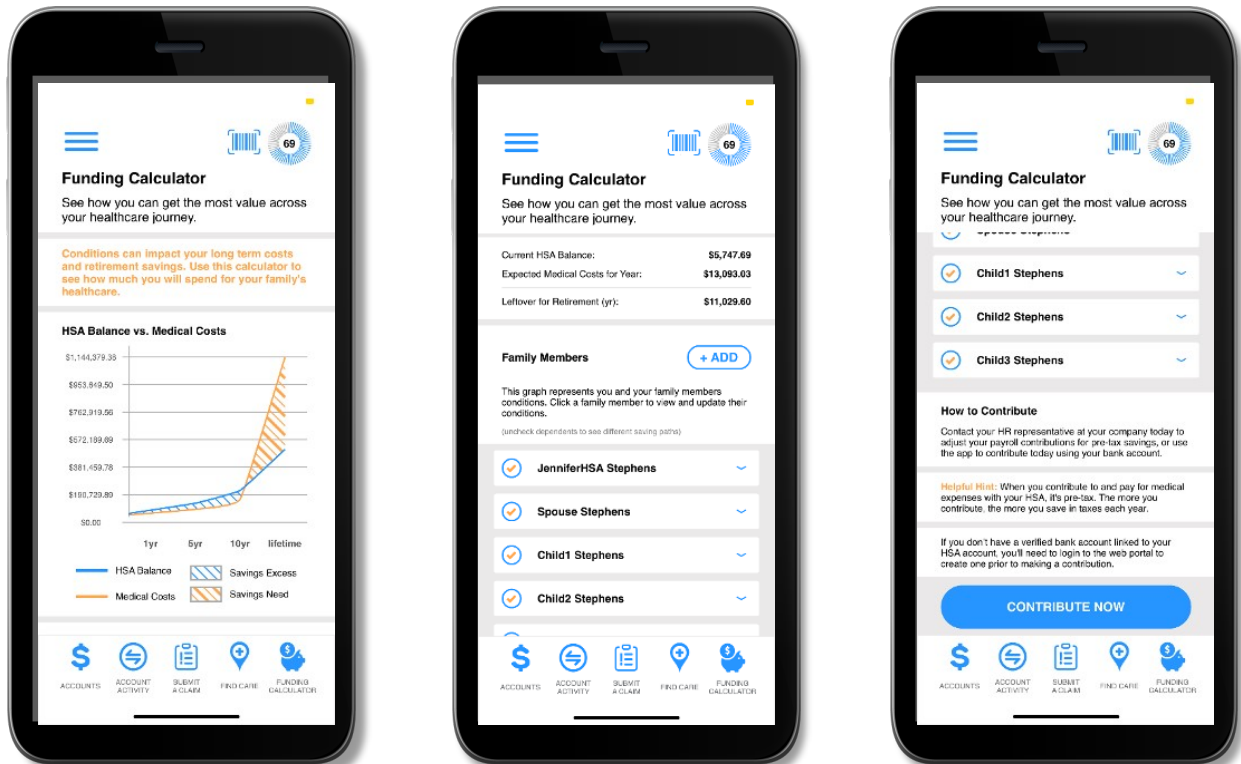 69
Funding Calculator
See how you can get the most value across
your healthcare journey.
Conditions can impact your long term costs
and retirement savings. Use this calculator to
see how much you will spend for your family's
healthcare.
HSA Balance vs. Medical Costs
$1,144,379.38
$953,649.50
$762,919.56
$572,189.69
$381,459.78
$190,729.89
$0.00
1yr 5yr 10yr lifetime
HSA Balance Savings Excess
Medical Costs Savings Need
$ $
ACCOUNTS ACCOUNT ACTIVITY SUBMIT A CLAIM FIND CARE FUNDING CALCULATOR
69
Funding Calculator
See how you can get the most value across
your healthcare journey.
Current HSA Balance: $5,747.69
Expected Medical Costs for Year: $13,093.03
Leftover for Retirement (yr): $11,029.60
Family Members + ADD
This graph represents you and your family members
conditions. Click a family member to view and update their
conditions.
(uncheck dependents to see different saving paths)
JenniferHSA Stephens
Spouse Stephens
Child1 Stephens
Child2 Stephens
$ $
ACCOUNTS ACCOUNT ACTIVITY SUBMIT A CLAIM FIND CARE FUNDING CALCULATOR
69
Funding Calculator
See how you can get the most value across
your healthcare journey.
Spouse Stephens
Child1 Stephens
Child2 Stephens
Child3 Stephens
How to Contribute
Contact your HR representative at your company today to
adjust your payroll contributions for pre-tax savings, or use
the app to contribute today using your bank account.
Helpful Hint: When you contribute to and pay for medical
expenses with your HSA, it's pre-tax. The more you
contribute, the more you save in taxes each year.
If you don't have a verified bank account linked to your
HSA account, you'll need to login to the web portal to
create one prior to making a contribution.
CONTRIBUTE NOW
$ $
ACCOUNTS ACCOUNT ACTIVITY SUBMIT A CLAIM FIND CARE FUNDING CALCULATOR